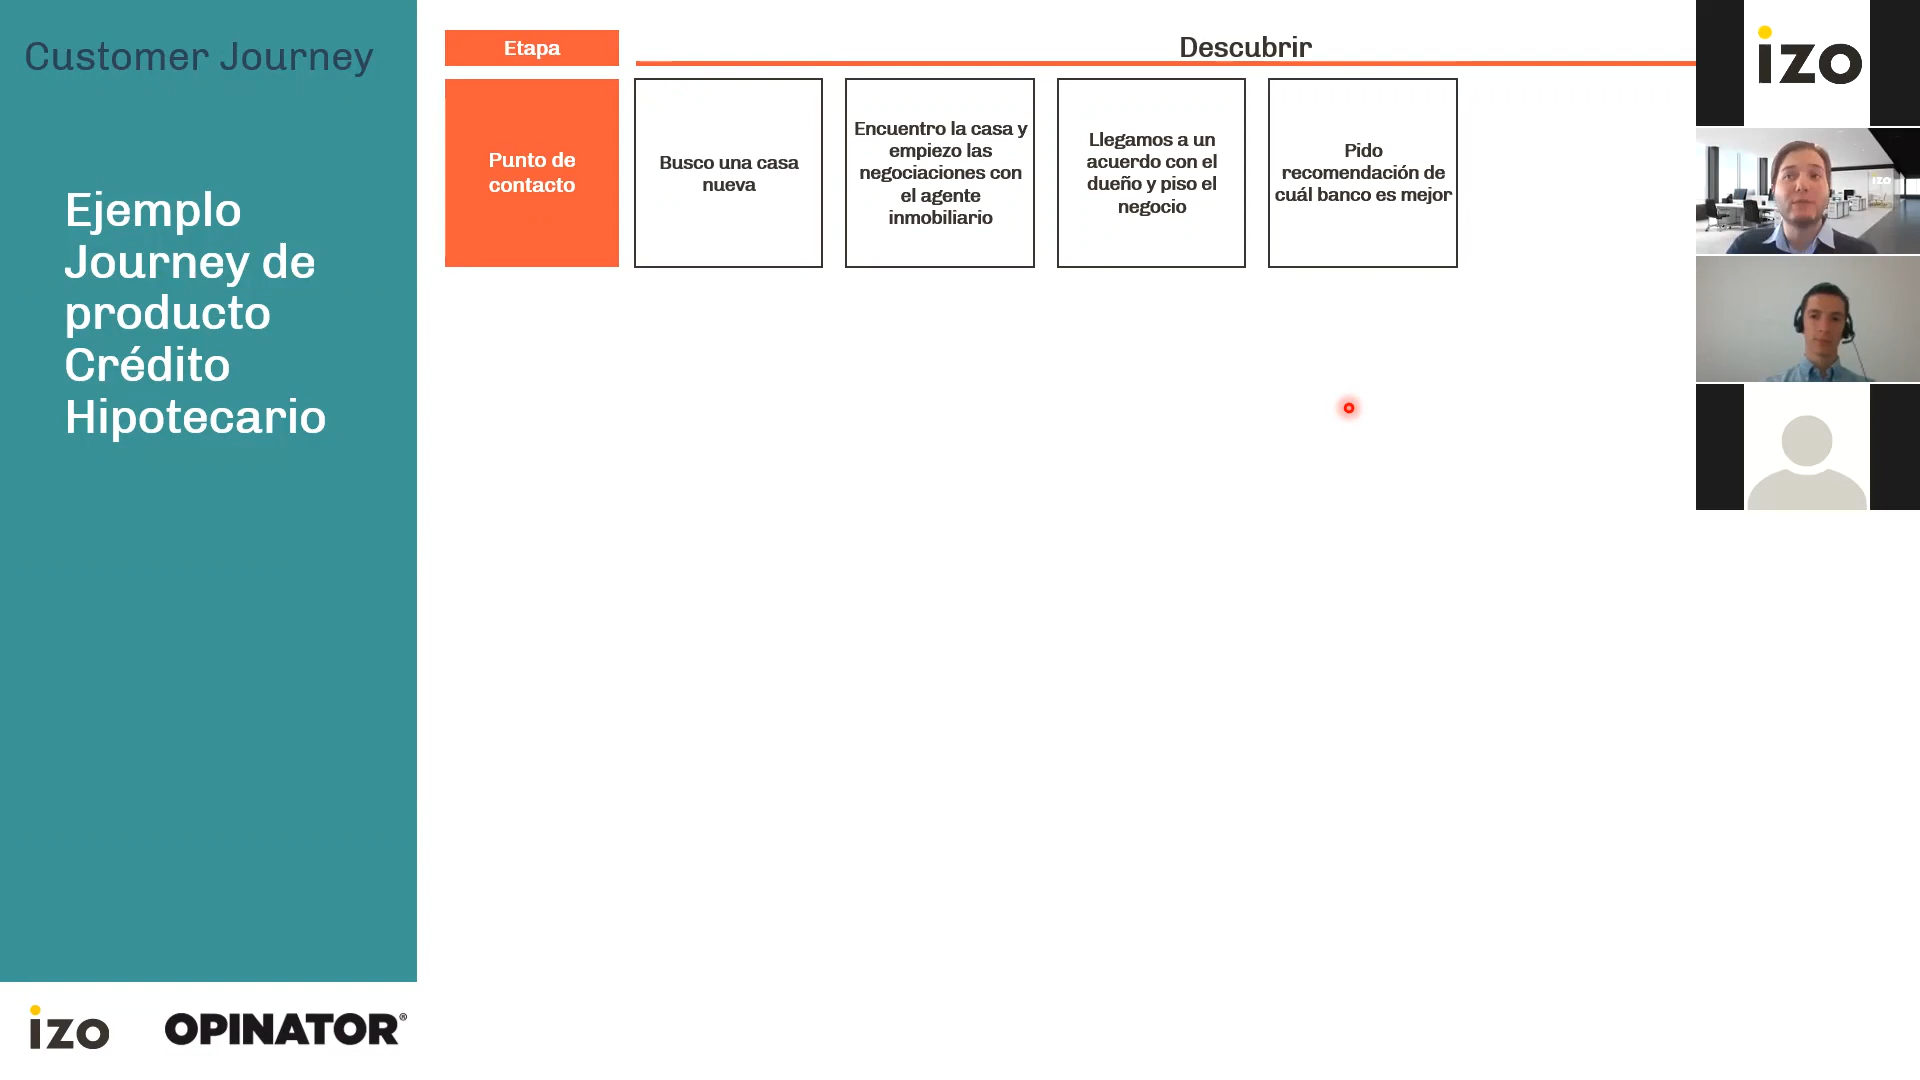 Customer Journey
Ejemplo
Journey de
producto
Crédito
Hipotecario
Etapa
Descubrir
Punto de
contacto
Busco una casa
nueva
Encuentro la casa y
empiezo las
negociaciones con
el agente
inmobiliario
Llegamos a un
acuerdo con el
dueño y piso el
negocio
Pido
recomendación de
cuál banco es mejor
izo
izo
izo
OPINATOR®